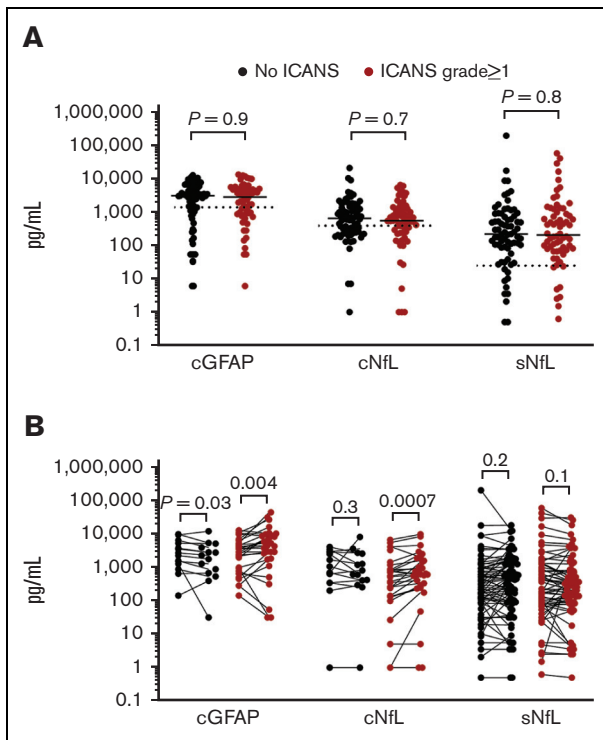 A
No ICANS ICANS grade≥1
1,000,000
100,000
10,000
1,000
100
10
1
0.1
pg/mL
P = 0.9
P = 0.7
P = 0.8
cGFAP cNfL sNfL
B
1,000,000
100,000
10,000
1,000
100
10
1
0.1
pg/mL
P = 0.03
0.004
0.3
0.0007
0.2
0.1
cGFAP cNfL sNfL